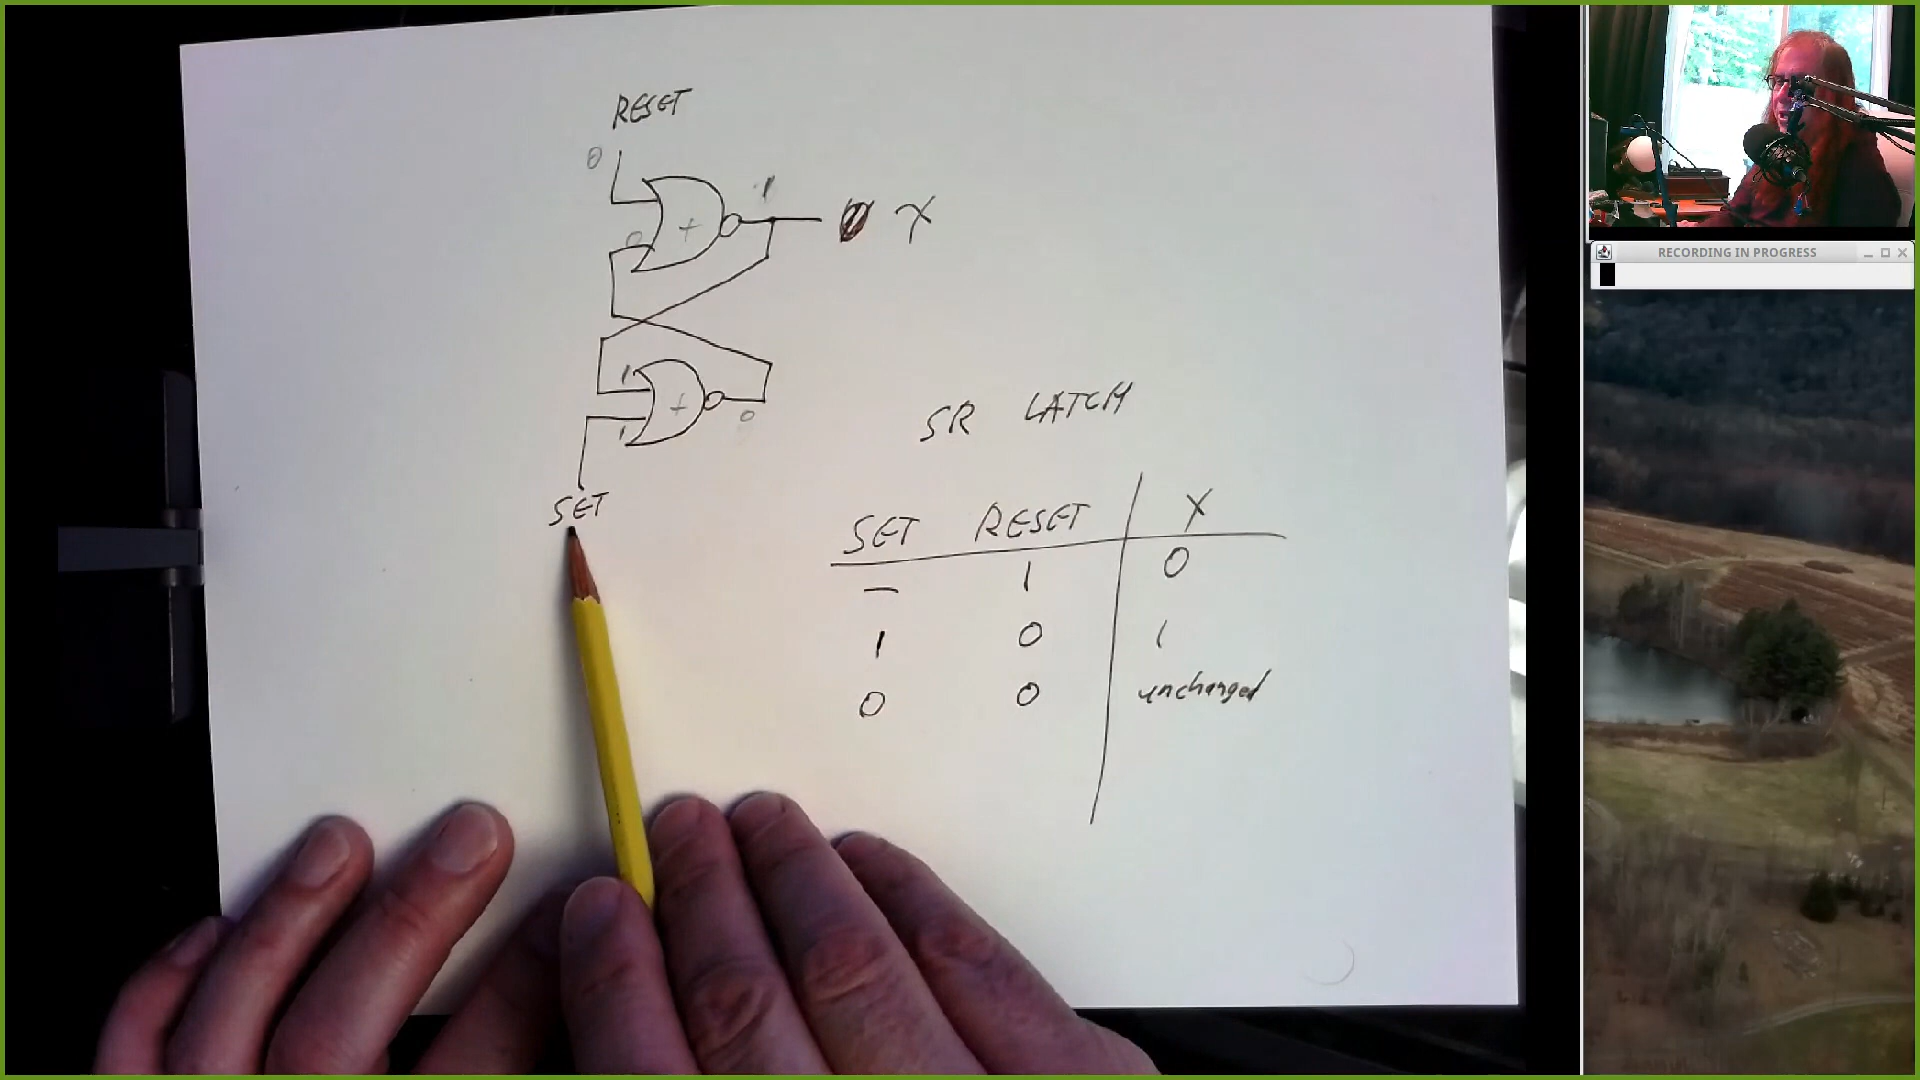 RESET
0
1
0 + 0 X
1
+
1 0
SR LATCH
SET
SET RESET X
— 1 0
1 0 1
0 0 unchanged
RECORDING IN PROGRESS